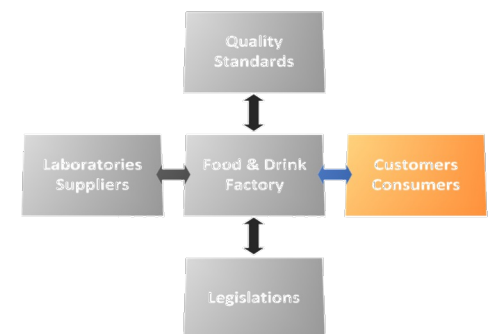 Quality
Standards
Laboratories
Suppliers
Food & Drink
Factory
Customers
Consumers
Legislations